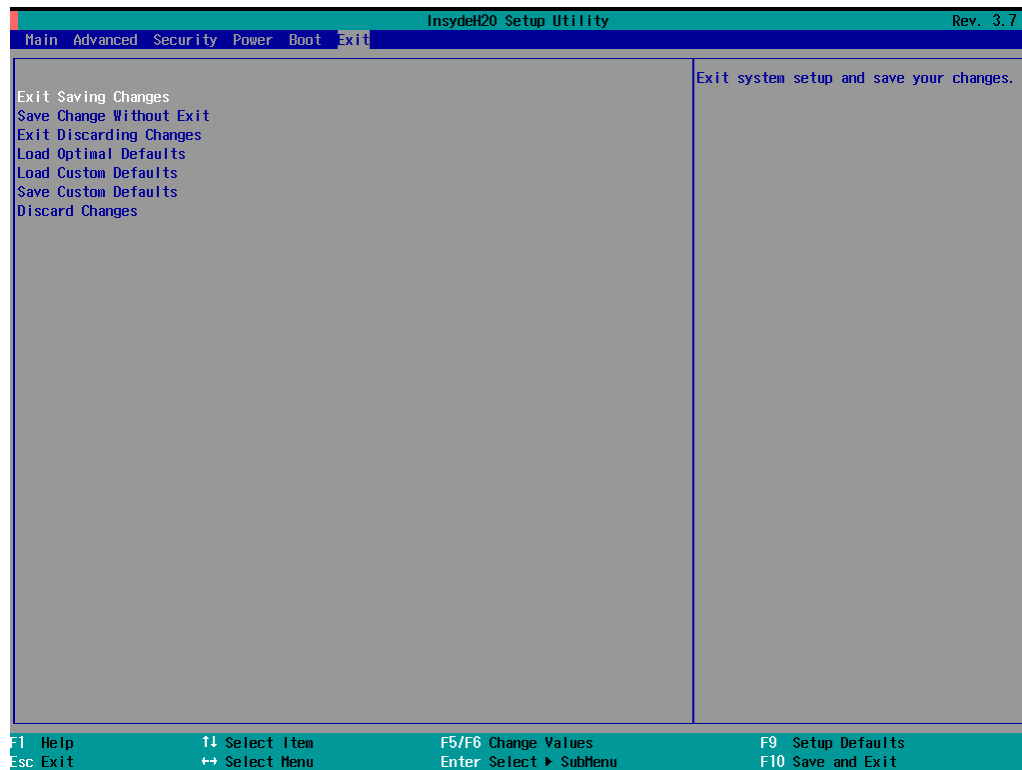 InsydeH20 Setup Utility Rev. 3.7
Main Advanced Security Power Boot Exit
Exit system setup and save your changes.
Exit Saving Changes
Save Change Without Exit
Exit Discarding Changes
Load Optimal Defaults
Load Custom Defaults
Save Custom Defaults
Discard Changes
F1 Help ↑↓ Select Item F5/F6 Change Values F9 Setup Defaults
Esc Exit ↔ Select Menu Enter Select ▶ SubMenu F10 Save and Exit